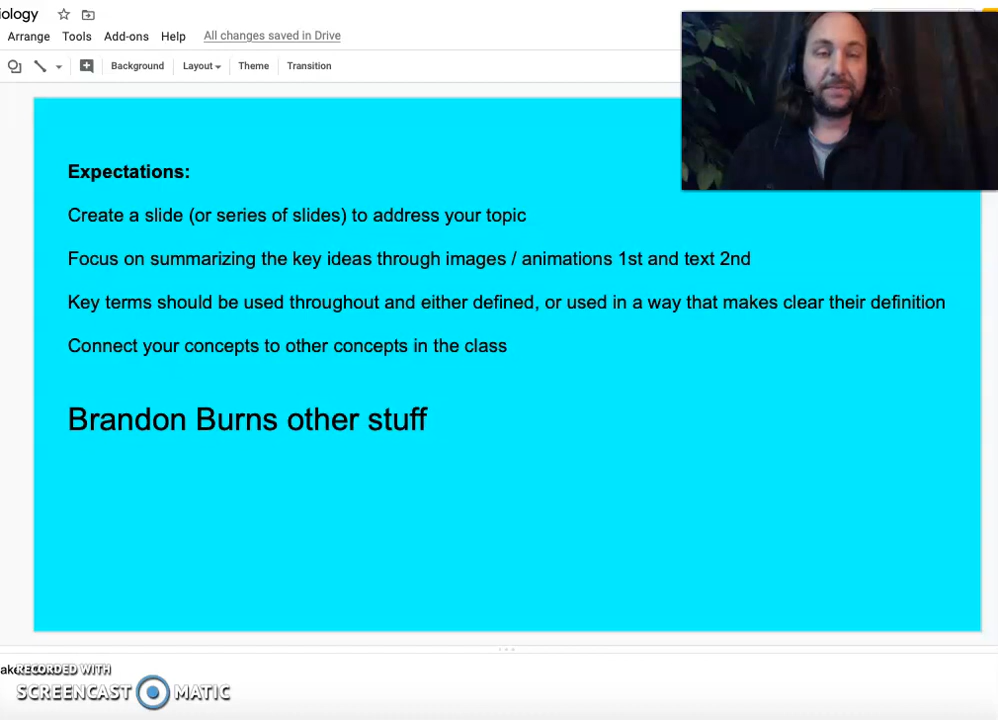 iology
Arrange Tools Add-ons Help All changes saved in Drive
Background Layout Theme Transition
Expectations:
Create a slide (or series of slides) to address your topic
Focus on summarizing the key ideas through images / animations 1st and text 2nd
Key terms should be used throughout and either defined, or used in a way that makes clear their definition
Connect your concepts to other concepts in the class
Brandon Burns other stuff
RECORDED WITH
SCREENCAST MATIC